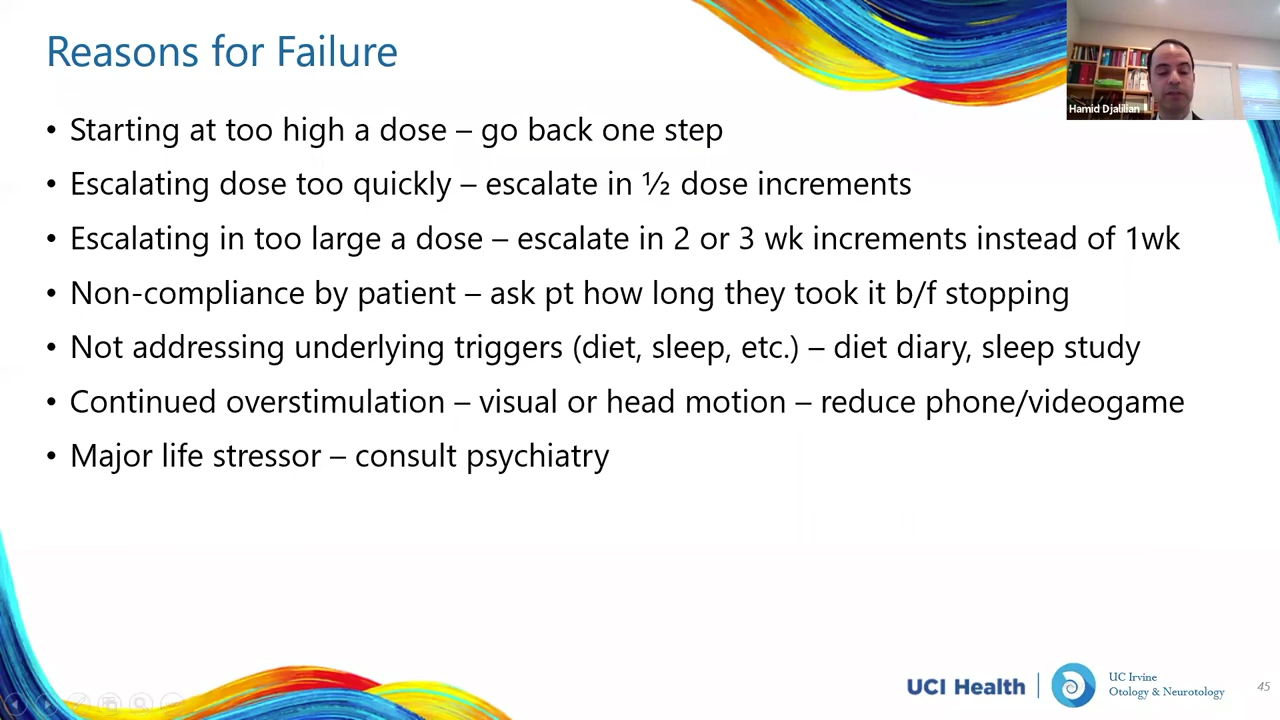 Reasons for Failure
Hamid Djalilian
• Starting at too high a dose – go back one step
• Escalating dose too quickly – escalate in ½ dose increments
• Escalating in too large a dose – escalate in 2 or 3 wk increments instead of 1wk
• Non-compliance by patient – ask pt how long they took it b/f stopping
• Not addressing underlying triggers (diet, sleep, etc.) – diet diary, sleep study
• Continued overstimulation – visual or head motion – reduce phone/videogame
• Major life stressor – consult psychiatry
UCI Health
UC Irvine
Otology & Neurotology
45